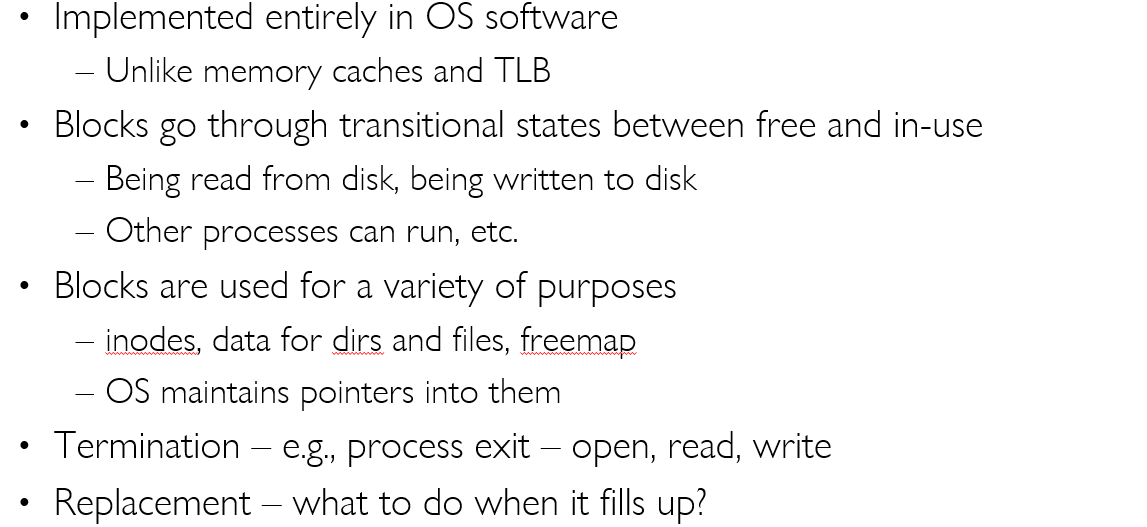 • Implemented entirely in OS software
– Unlike memory caches and TLB
• Blocks go through transitional states between free and in-use
– Being read from disk, being written to disk
– Other processes can run, etc.
• Blocks are used for a variety of purposes
– inodes, data for dirs and files, freemap
– OS maintains pointers into them
• Termination – e.g., process exit – open, read, write
• Replacement – what to do when it fills up?